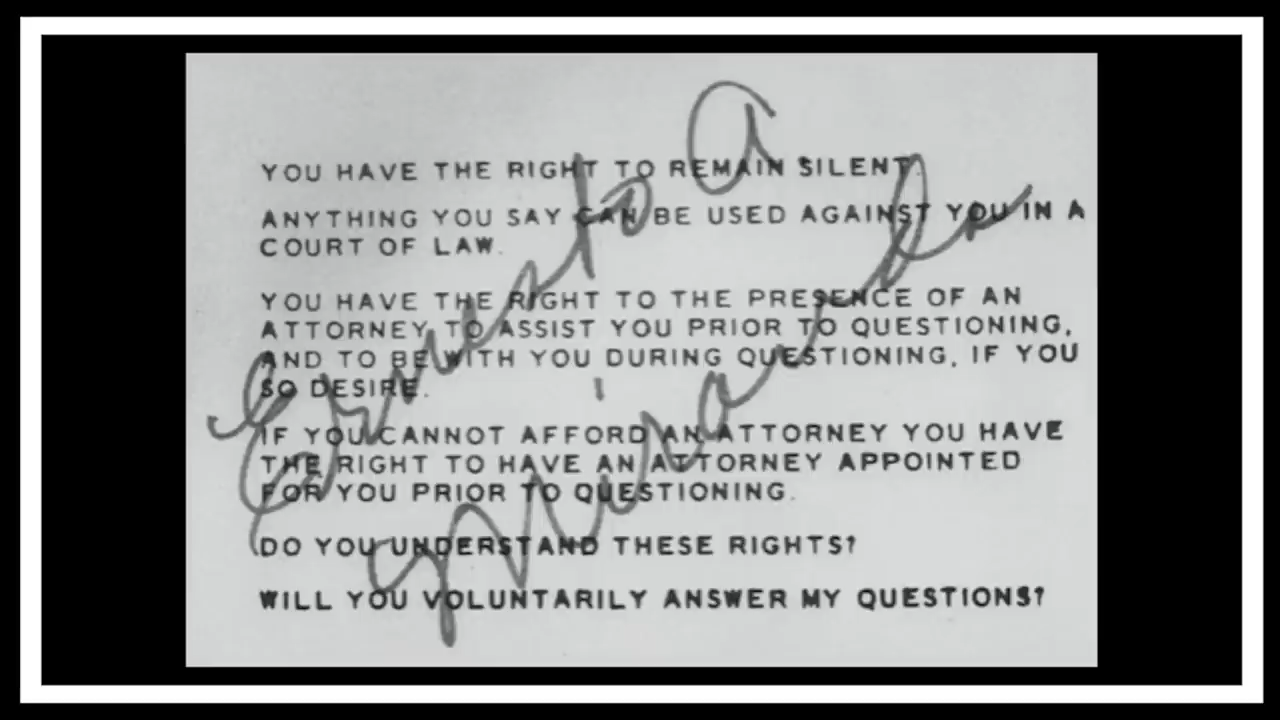 YOU HAVE THE RIGHT TO REMAIN SILENT.
ANYTHING YOU SAY CAN BE USED AGAINST YOU IN A
COURT OF LAW.
YOU HAVE THE RIGHT TO THE PRESENCE OF AN
ATTORNEY TO ASSIST YOU PRIOR TO QUESTIONING,
AND TO BE WITH YOU DURING QUESTIONING, IF YOU
SO DESIRE.
IF YOU CANNOT AFFORD AN ATTORNEY YOU HAVE
THE RIGHT TO HAVE AN ATTORNEY APPOINTED
FOR YOU PRIOR TO QUESTIONING.
DO YOU UNDERSTAND THESE RIGHTS?
WILL YOU VOLUNTARILY ANSWER MY QUESTIONS?
Ernesto A
Miranda